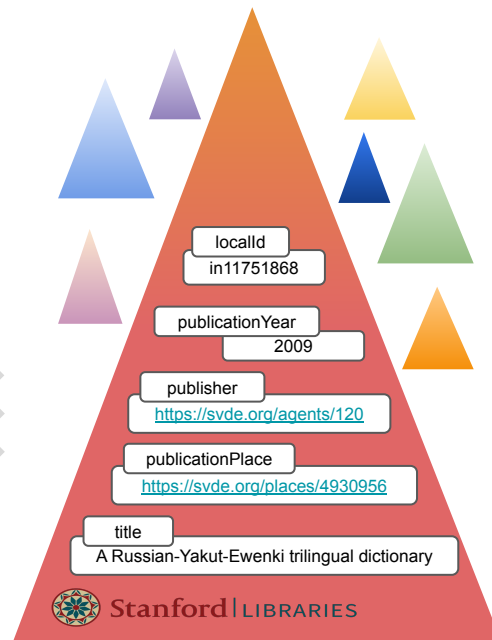 localId
in11751868
publicationYear
2009
publisher
https://svde.org/agents/120
publicationPlace
https://svde.org/places/4930956
title
A Russian-Yakut-Ewenki trilingual dictionary
Stanford | LIBRARIES